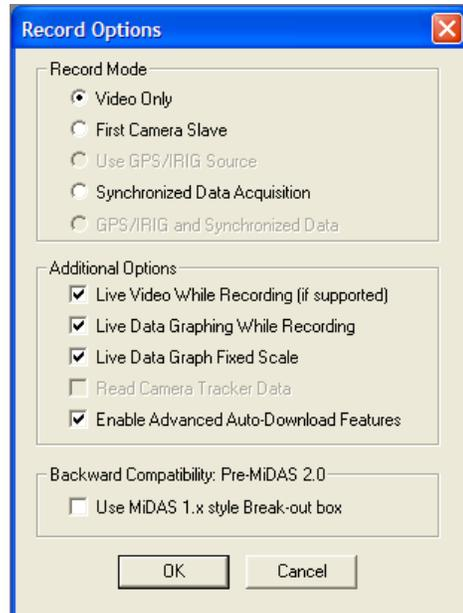 Record Options
Record Mode
Video Only
First Camera Slave
Use GPS/IRIG Source
Synchronized Data Acquisition
GPS/IRIG and Synchronized Data
Additional Options
Live Video While Recording (if supported)
Live Data Graphing While Recording
Live Data Graph Fixed Scale
Read Camera Tracker Data
Enable Advanced Auto-Download Features
Backward Compatibility: Pre-MiDAS 2.0
Use MiDAS 1.x style Break-out box
OK Cancel